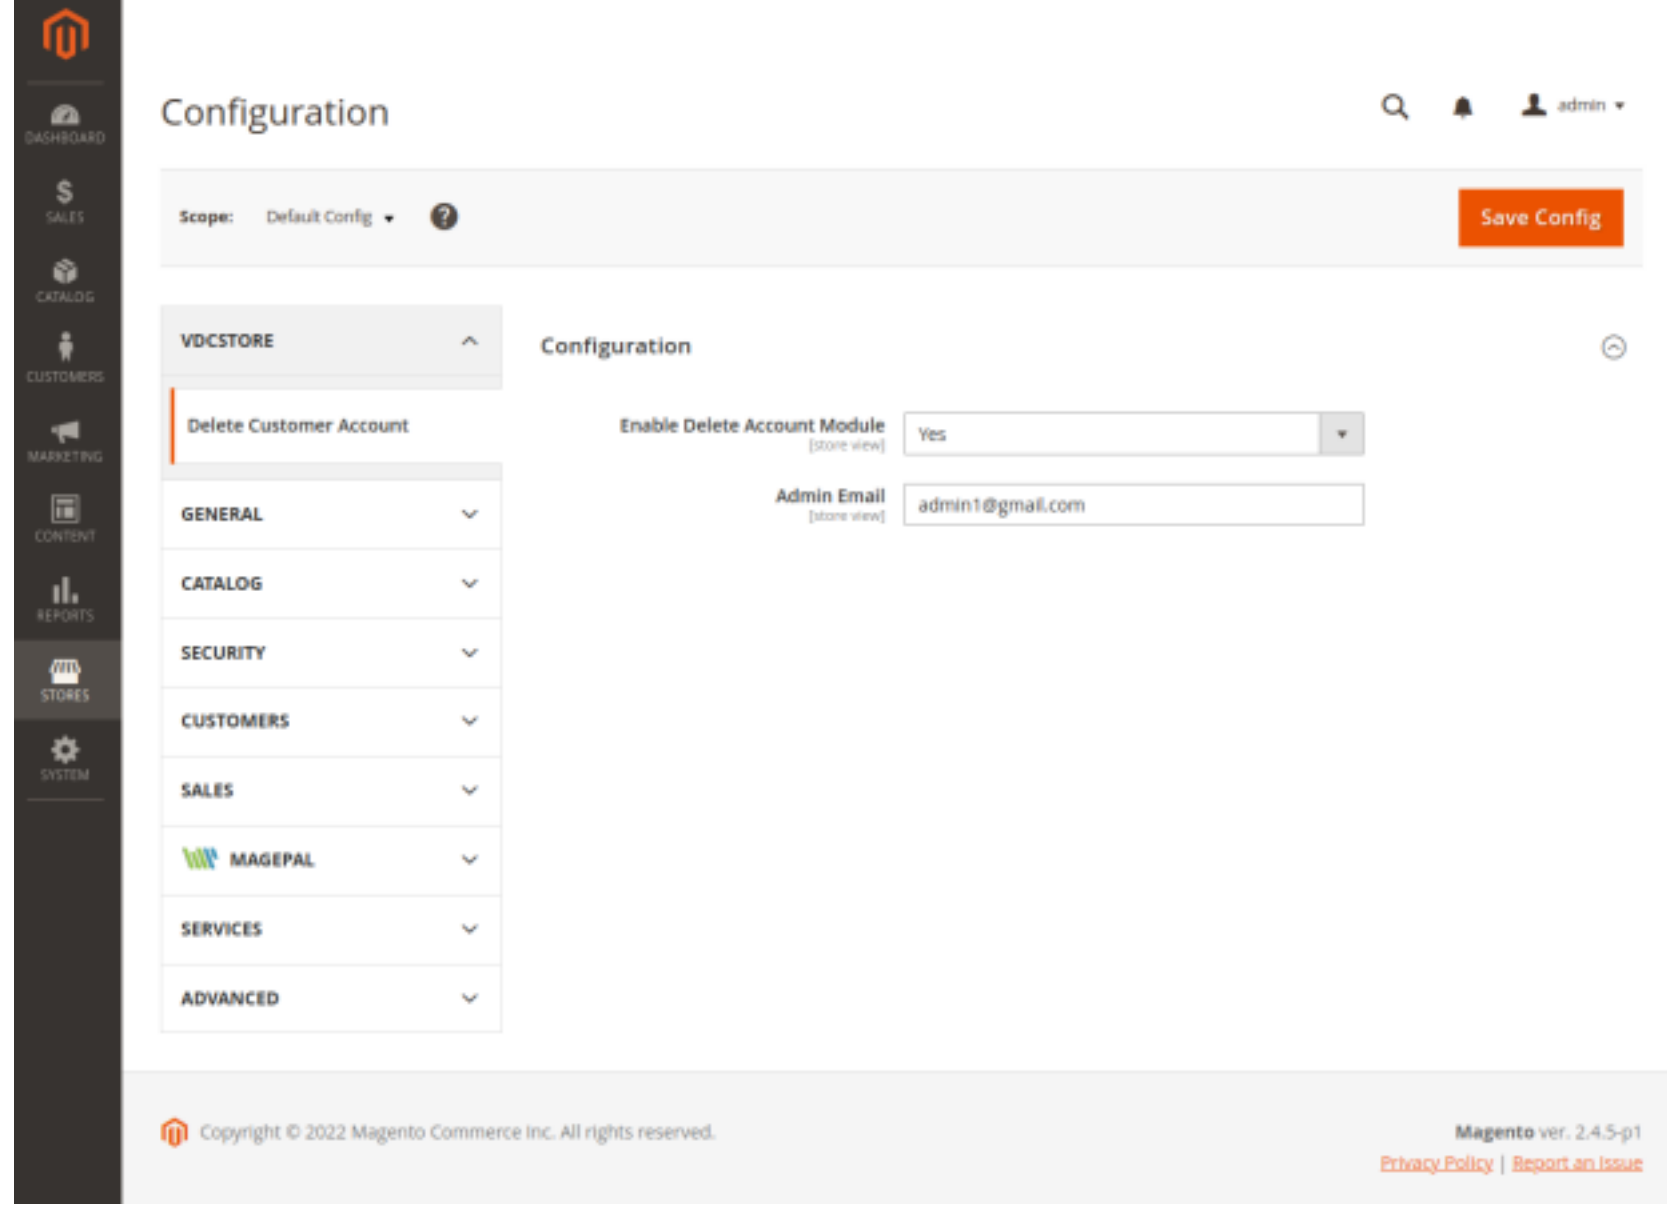 Configuration
admin
DASHBOARD
SALES
CATALOG
CUSTOMERS
MARKETING
CONTENT
REPORTS
STORES
SYSTEM
Scope: Default Config ?
Save Config
VDCSTORE
Delete Customer Account
GENERAL
CATALOG
SECURITY
CUSTOMERS
SALES
MAGEPAL
SERVICES
ADVANCED
Configuration
Enable Delete Account Module Yes
[store view]
Admin Email admin1@gmail.com
[store view]
Copyright © 2022 Magento Commerce Inc. All rights reserved.
Magento ver. 2.4.5-p1
Privacy Policy | Report an Issue